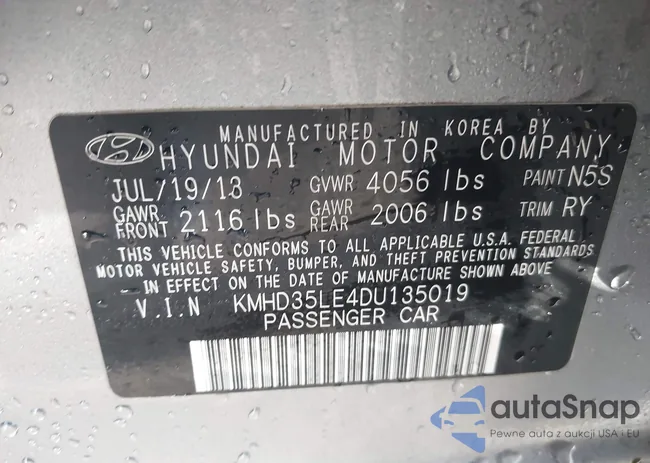 MANUFACTURED IN KOREA BY
HYUNDAI MOTOR COMPANY
JUL/19/13 GVWR 4056 lbs PAINT N5S
GAWR FRONT 2116 lbs GAWR REAR 2006 lbs TRIM RY
THIS VEHICLE CONFORMS TO ALL APPLICABLE U.S.A. FEDERAL
MOTOR VEHICLE SAFETY, BUMPER, AND THEFT PREVENTION STANDARDS
IN EFFECT ON THE DATE OF MANUFACTURE SHOWN ABOVE
V.I.N KMHD35LE4DU135019
PASSENGER CAR
autaSnap
Pewne auta z aukcji USA i EU